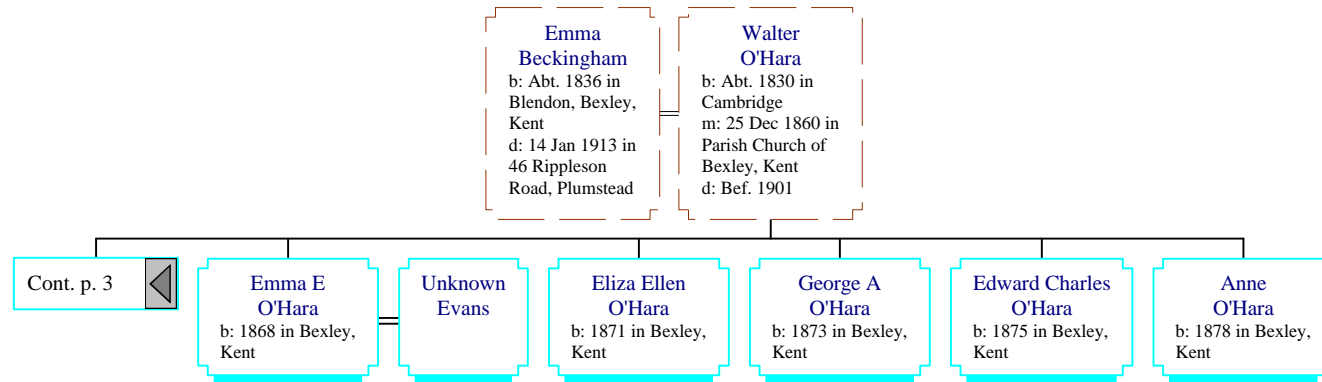 Emma
Beckingham
b: Abt. 1836 in
Blendon, Bexley,
Kent
d: 14 Jan 1913 in
46 Rippleson
Road, Plumstead
Walter
O'Hara
b: Abt. 1830 in
Cambridge
m: 25 Dec 1860 in
Parish Church of
Bexley, Kent
d: Bef. 1901
Cont. p. 3
Emma E
O'Hara
b: 1868 in Bexley,
Kent
Unknown
Evans
Eliza Ellen
O'Hara
b: 1871 in Bexley,
Kent
George A
O'Hara
b: 1873 in Bexley,
Kent
Edward Charles
O'Hara
b: 1875 in Bexley,
Kent
Anne
O'Hara
b: 1878 in Bexley,
Kent